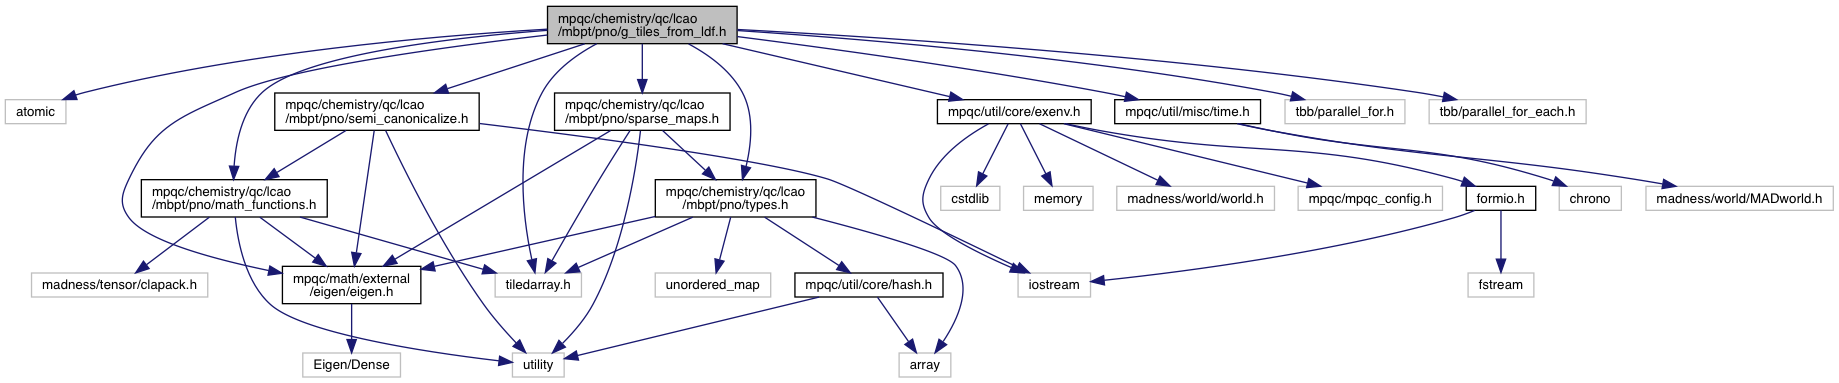 mpqc/chemistry/qc/lcao
/mbpt/pno/g_tiles_from_ldf.h
atomic
mpqc/chemistry/qc/lcao
/mbpt/pno/semi_canonicalize.h
mpqc/chemistry/qc/lcao
/mbpt/pno/sparse_maps.h
mpqc/util/core/exenv.h
mpqc/util/misc/time.h
tbb/parallel_for.h
tbb/parallel_for_each.h
mpqc/chemistry/qc/lcao
/mbpt/pno/math_functions.h
mpqc/chemistry/qc/lcao
/mbpt/pno/types.h
cstdlib
memory
madness/world/world.h
mpqc/mpqc_config.h
formio.h
chrono
madness/world/MADworld.h
madness/tensor/clapack.h
mpqc/math/external
/eigen/eigen.h
tiledarray.h
unordered_map
mpqc/util/core/hash.h
iostream
fstream
Eigen/Dense
utility
array